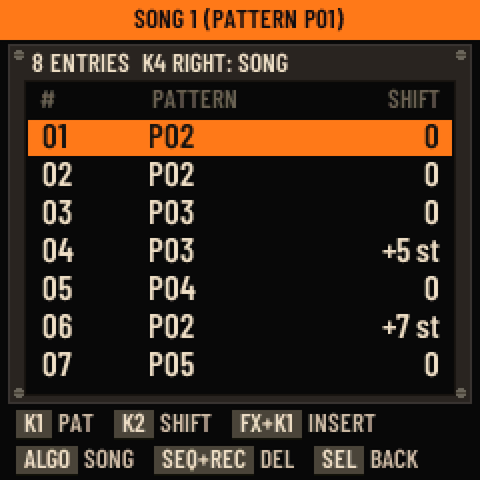 SONG 1 (PATTERN P01)
8 ENTRIES K4 RIGHT: SONG
# PATTERN SHIFT
01 P02 0
02 P02 0
03 P03 0
04 P03 +5 st
05 P04 0
06 P02 +7 st
07 P05 0
K1 PAT K2 SHIFT FX+K1 INSERT
ALGO SONG SEQ+REC DEL SEL BACK